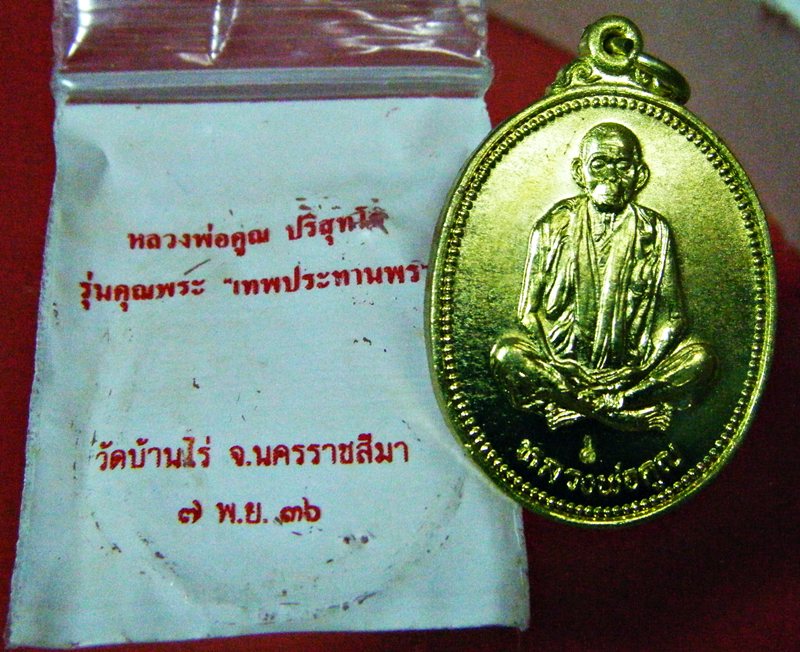 หลวงพ่อคูณ ปริสุทโธ
รุ่นคุณพระ "เทพประทานพร"
วัดบ้านไร่ จ.นครราชสีมา
๗ พ.ย. ๓๖
หลวงพ่อคูณ